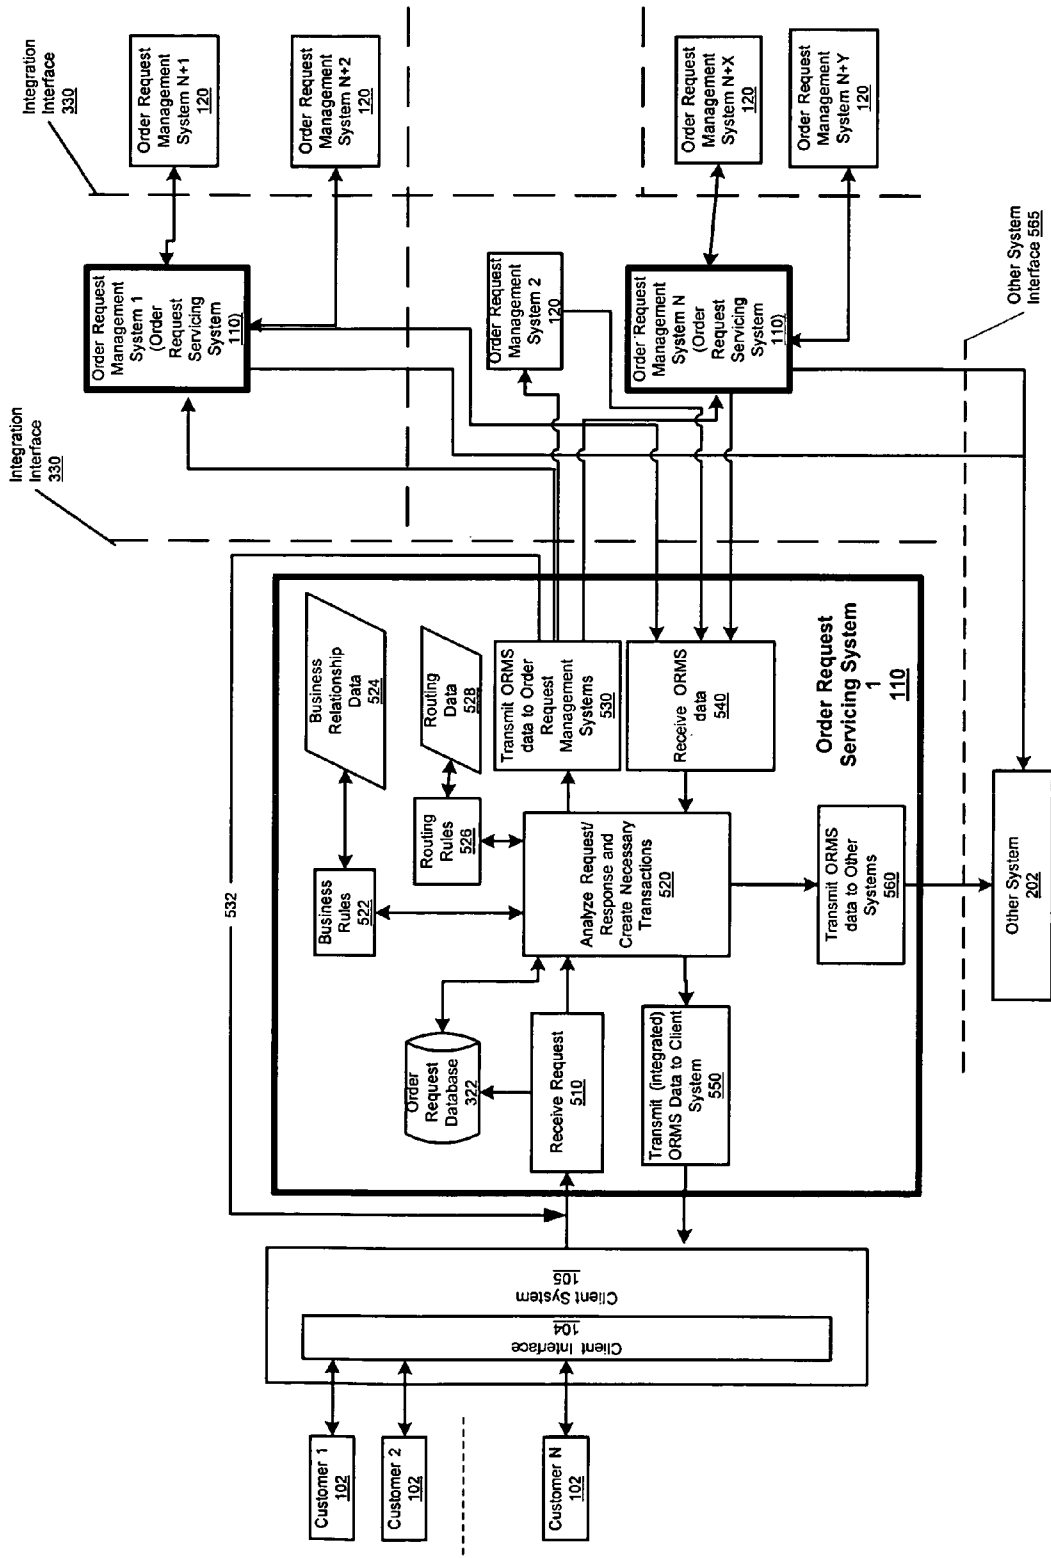 Integration
Interface
330
Integration
Interface
330
Order Request
Management
System 1
(Order
Request
Servicing
System
110)
Order Request
Management
System N+1
120
Order Request
Management
System N+2
120
532
Business
Relationship
Data
524
Business
Rules
522
Routing
Data
528
Routing
Rules
526
Order
Request
Database
322
Receive Request
510
Analyze Request/
Response and
Create Necessary
Transactions
520
Transmit ORMS
data to Order
Request
Management
Systems
530
Receive ORMS
data
540
Transmit (integrated)
ORMS Data to Client
System
550
Transmit ORMS
data to Other
Systems
560
Order Request
Servicing System
1
110
Order Request
Management
System 2
120
Order Request
Management
System N
(Order
Request
Servicing
System
110)
Order Request
Management
System N+X
120
Order Request
Management
System N+Y
120
Customer 1
102
Customer 2
102
Customer N
102
Client Interface
104
Client System
105
Other System
202
Other System
Interface 565